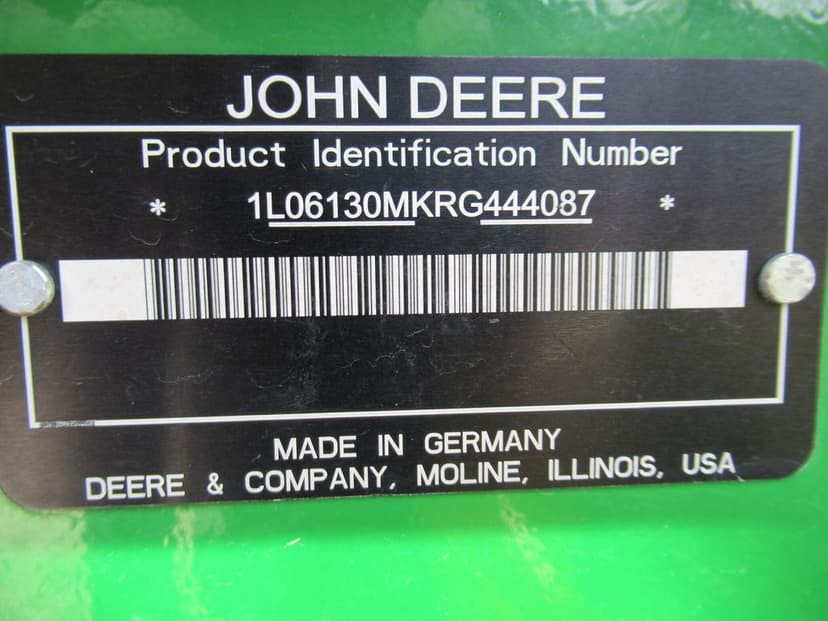 JOHN DEERE
Product Identification Number
* 1L06130MKRG444087 *
MADE IN GERMANY
DEERE & COMPANY, MOLINE, ILLINOIS, USA